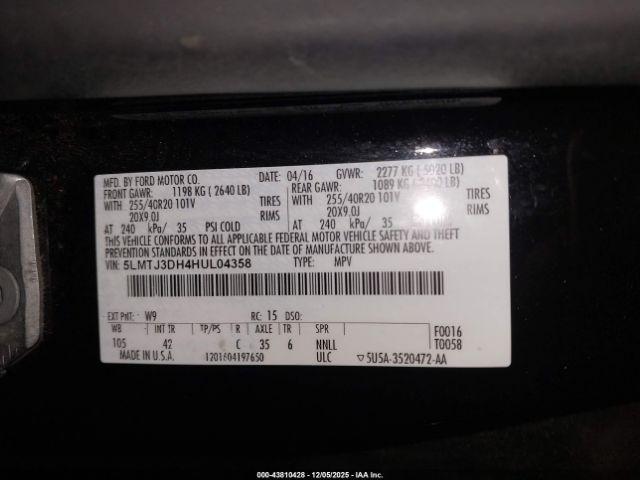 MFD. BY FORD MOTOR CO.
DATE: 04/16 GVWR: 2277 KG ( 5020 LB)
FRONT GAWR: 1198 KG ( 2640 LB) REAR GAWR: 1089 KG ( LB)
WITH 255/40R20 101V TIRES WITH 255/40R20 101V TIRES
20X9.0J RIMS 20X9.0J RIMS
AT 240 kPa/ 35 PSI COLD AT 240 kPa/ 35 PSI COLD
THIS VEHICLE CONFORMS TO ALL APPLICABLE FEDERAL MOTOR VEHICLE SAFETY AND THEFT
PREVENTION STANDARDS IN EFFECT ON THE DATE OF MANUFACTURE SHOWN ABOVE.
VIN: 5LMTJ3DH4HUL04358 TYPE: MPV
EXT PNT: W9 RC: 15 DSO:
WB INT TR TP/PS R AXLE TR SPR F0016
105 42 C 35 6 NNLL T0058
MADE IN U.S.A. 1201604197650 ULC ▽5U5A-3520472-AA
000-43810428 - 12/05/2025 - IAA Inc.